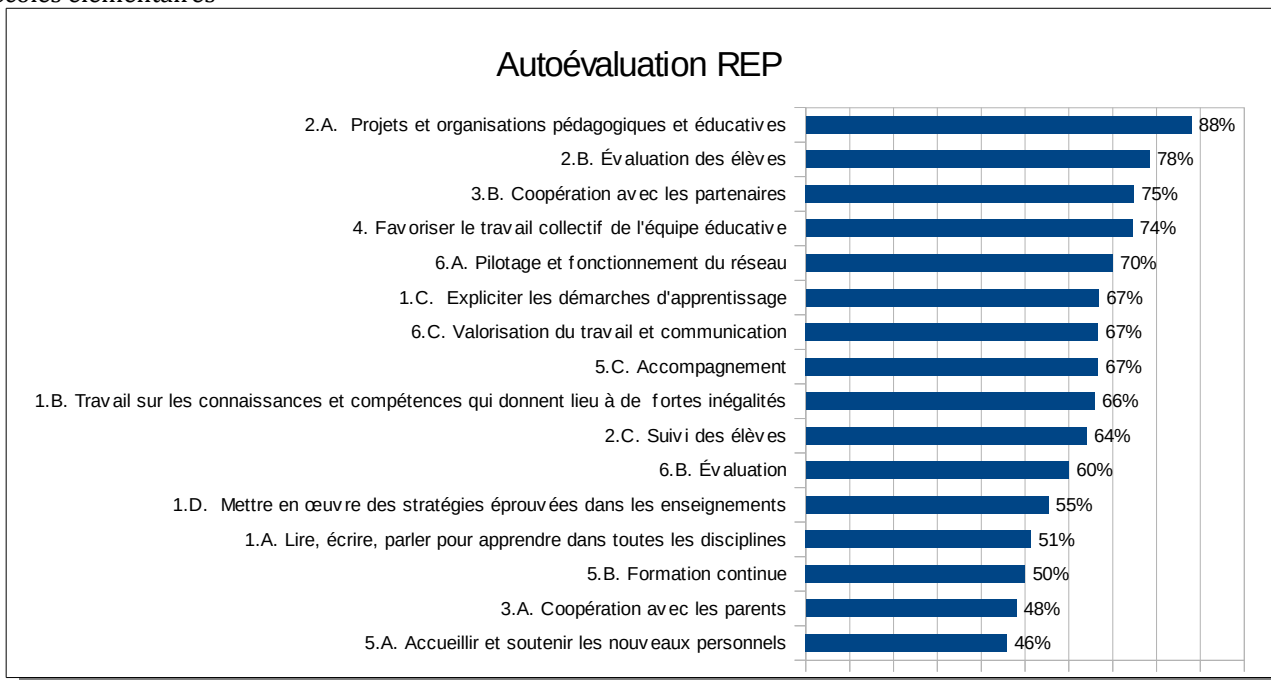 écoles élémentaires
Autoévaluation REP
2.A. Projets et organisations pédagogiques et éducatives 88%
2.B. Évaluation des élèves 78%
3.B. Coopération avec les partenaires 75%
4. Favoriser le travail collectif de l'équipe éducative 74%
6.A. Pilotage et fonctionnement du réseau 70%
1.C. Expliciter les démarches d'apprentissage 67%
6.C. Valorisation du travail et communication 67%
5.C. Accompagnement 67%
1.B. Travail sur les connaissances et compétences qui donnent lieu à de fortes inégalités 66%
2.C. Suivi des élèves 64%
6.B. Évaluation 60%
1.D. Mettre en œuvre des stratégies éprouvées dans les enseignements 55%
1.A. Lire, écrire, parler pour apprendre dans toutes les disciplines 51%
5.B. Formation continue 50%
3.A. Coopération avec les parents 48%
5.A. Accueillir et soutenir les nouveaux personnels 46%